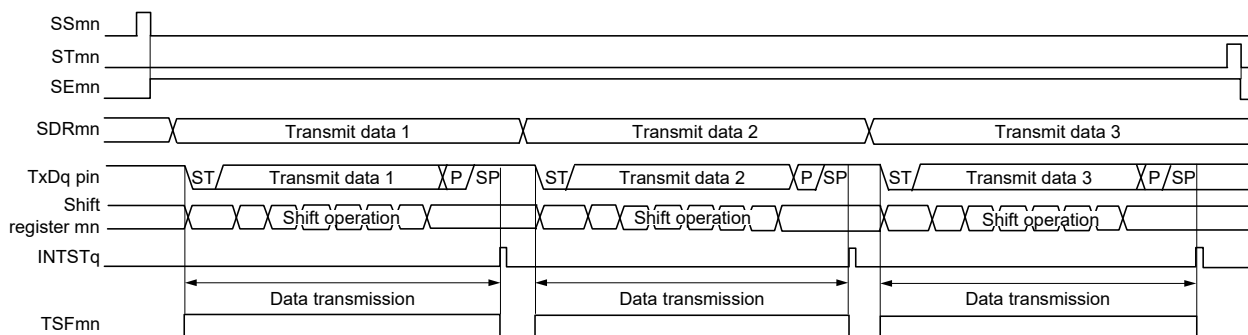 SSmn
STmn
SEmn
SDRmn Transmit data 1 Transmit data 2 Transmit data 3
TxDq pin ST Transmit data 1 P SP ST Transmit data 2 P SP ST Transmit data 3 P SP
Shift
register mn Shift operation Shift operation Shift operation
INTSTq
Data transmission Data transmission Data transmission
TSFmn